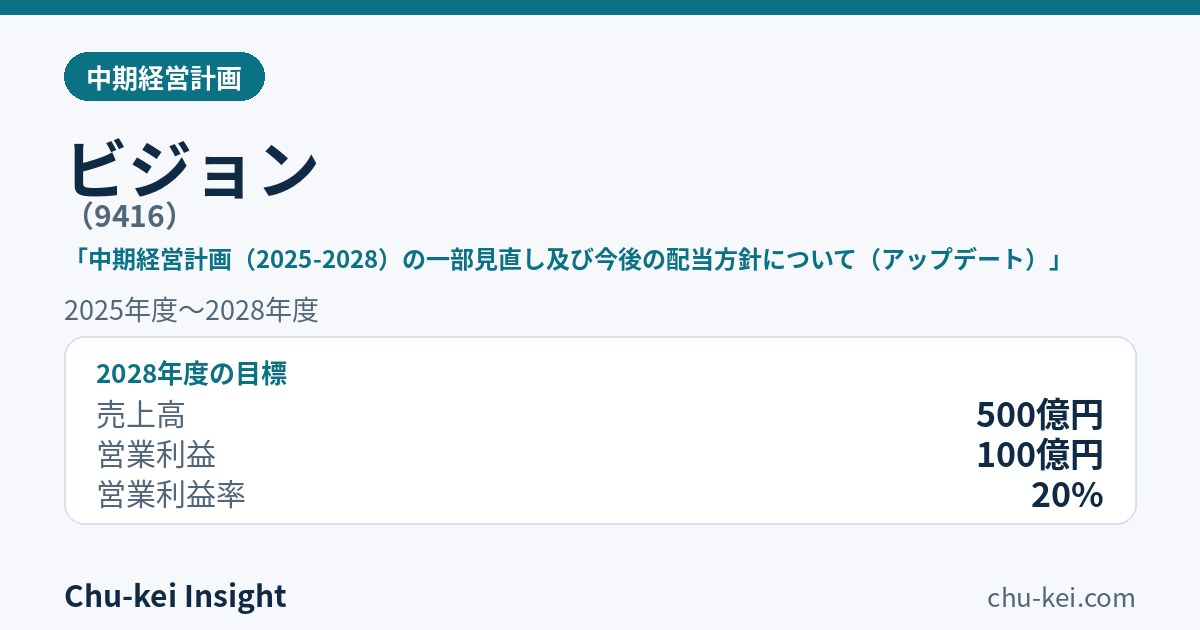 中期経営計画
ビジョン
（9416）
「中期経営計画（2025-2028）の一部見直し及び今後の配当方針について（アップデート）」
2025年度〜2028年度
2028年度の目標
売上高 500億円
営業利益 100億円
営業利益率 20%
Chu-kei Insight chu-kei.com